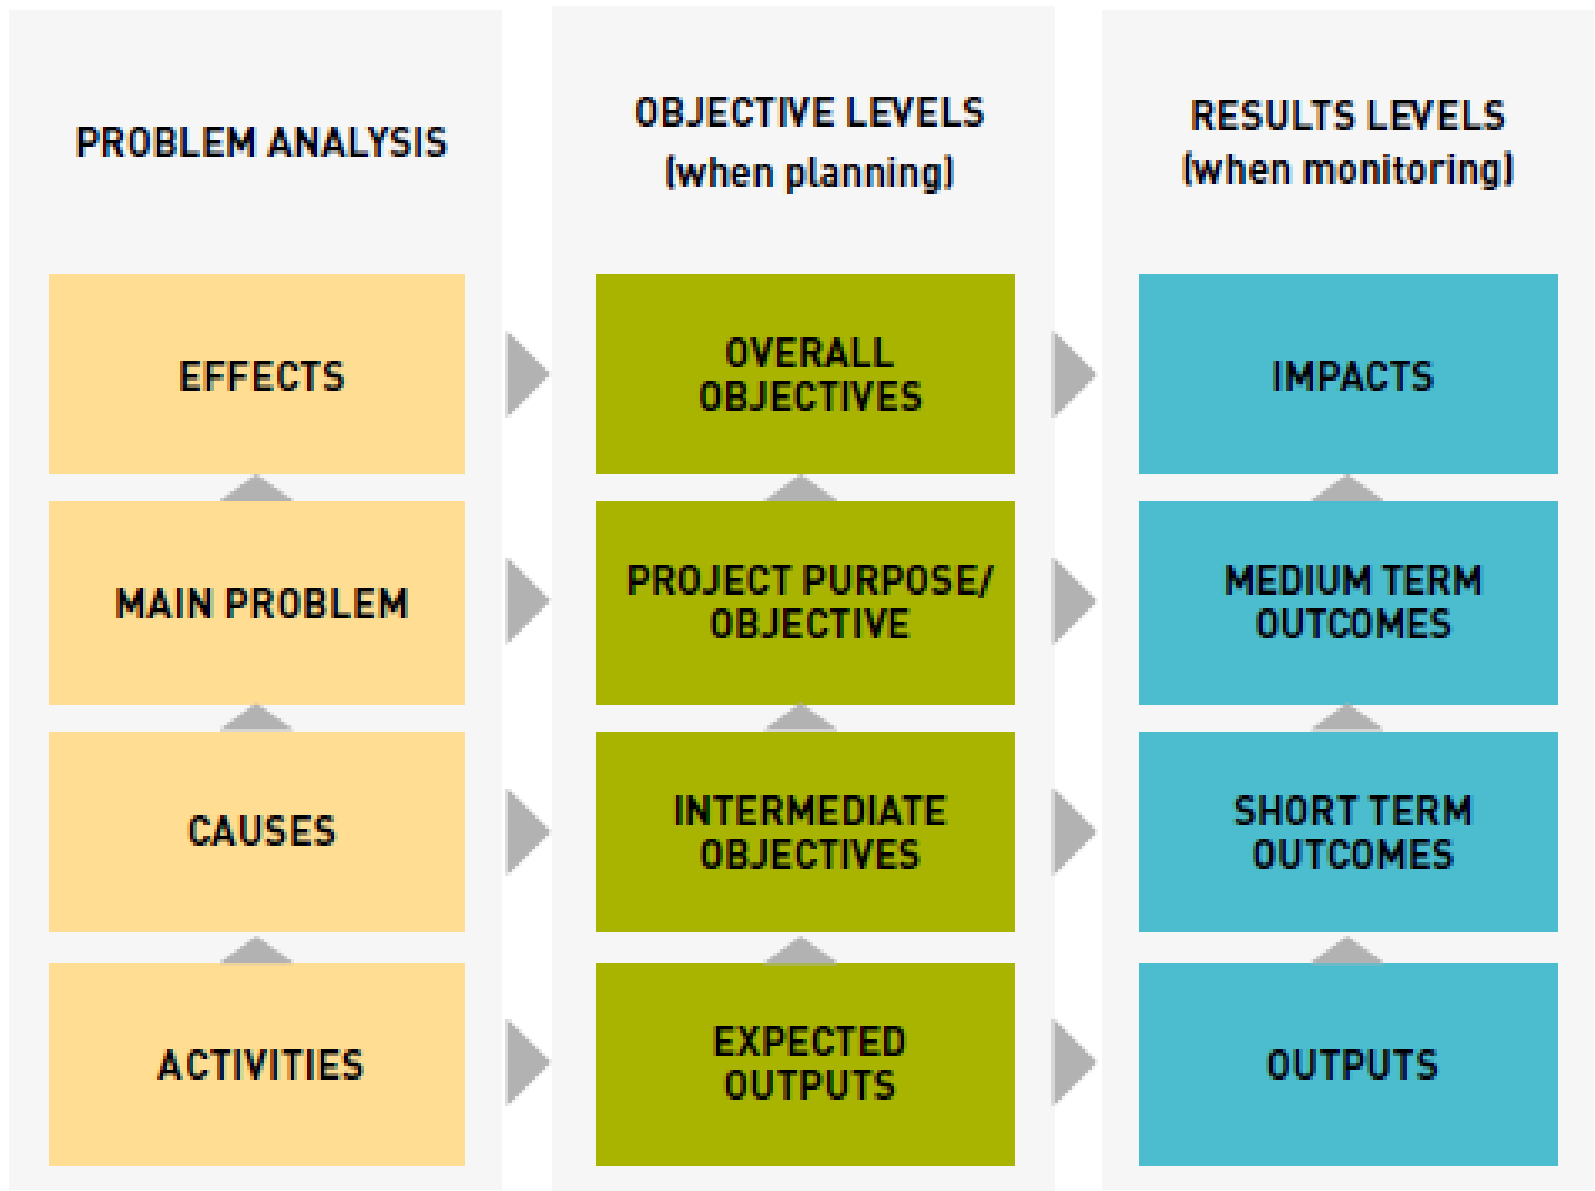 PROBLEM ANALYSIS
OBJECTIVE LEVELS
(when planning)
RESULTS LEVELS
(when monitoring)
EFFECTS
OVERALL
OBJECTIVES
IMPACTS
MAIN PROBLEM
PROJECT PURPOSE/
OBJECTIVE
MEDIUM TERM
OUTCOMES
CAUSES
INTERMEDIATE
OBJECTIVES
SHORT TERM
OUTCOMES
ACTIVITIES
EXPECTED
OUTPUTS
OUTPUTS